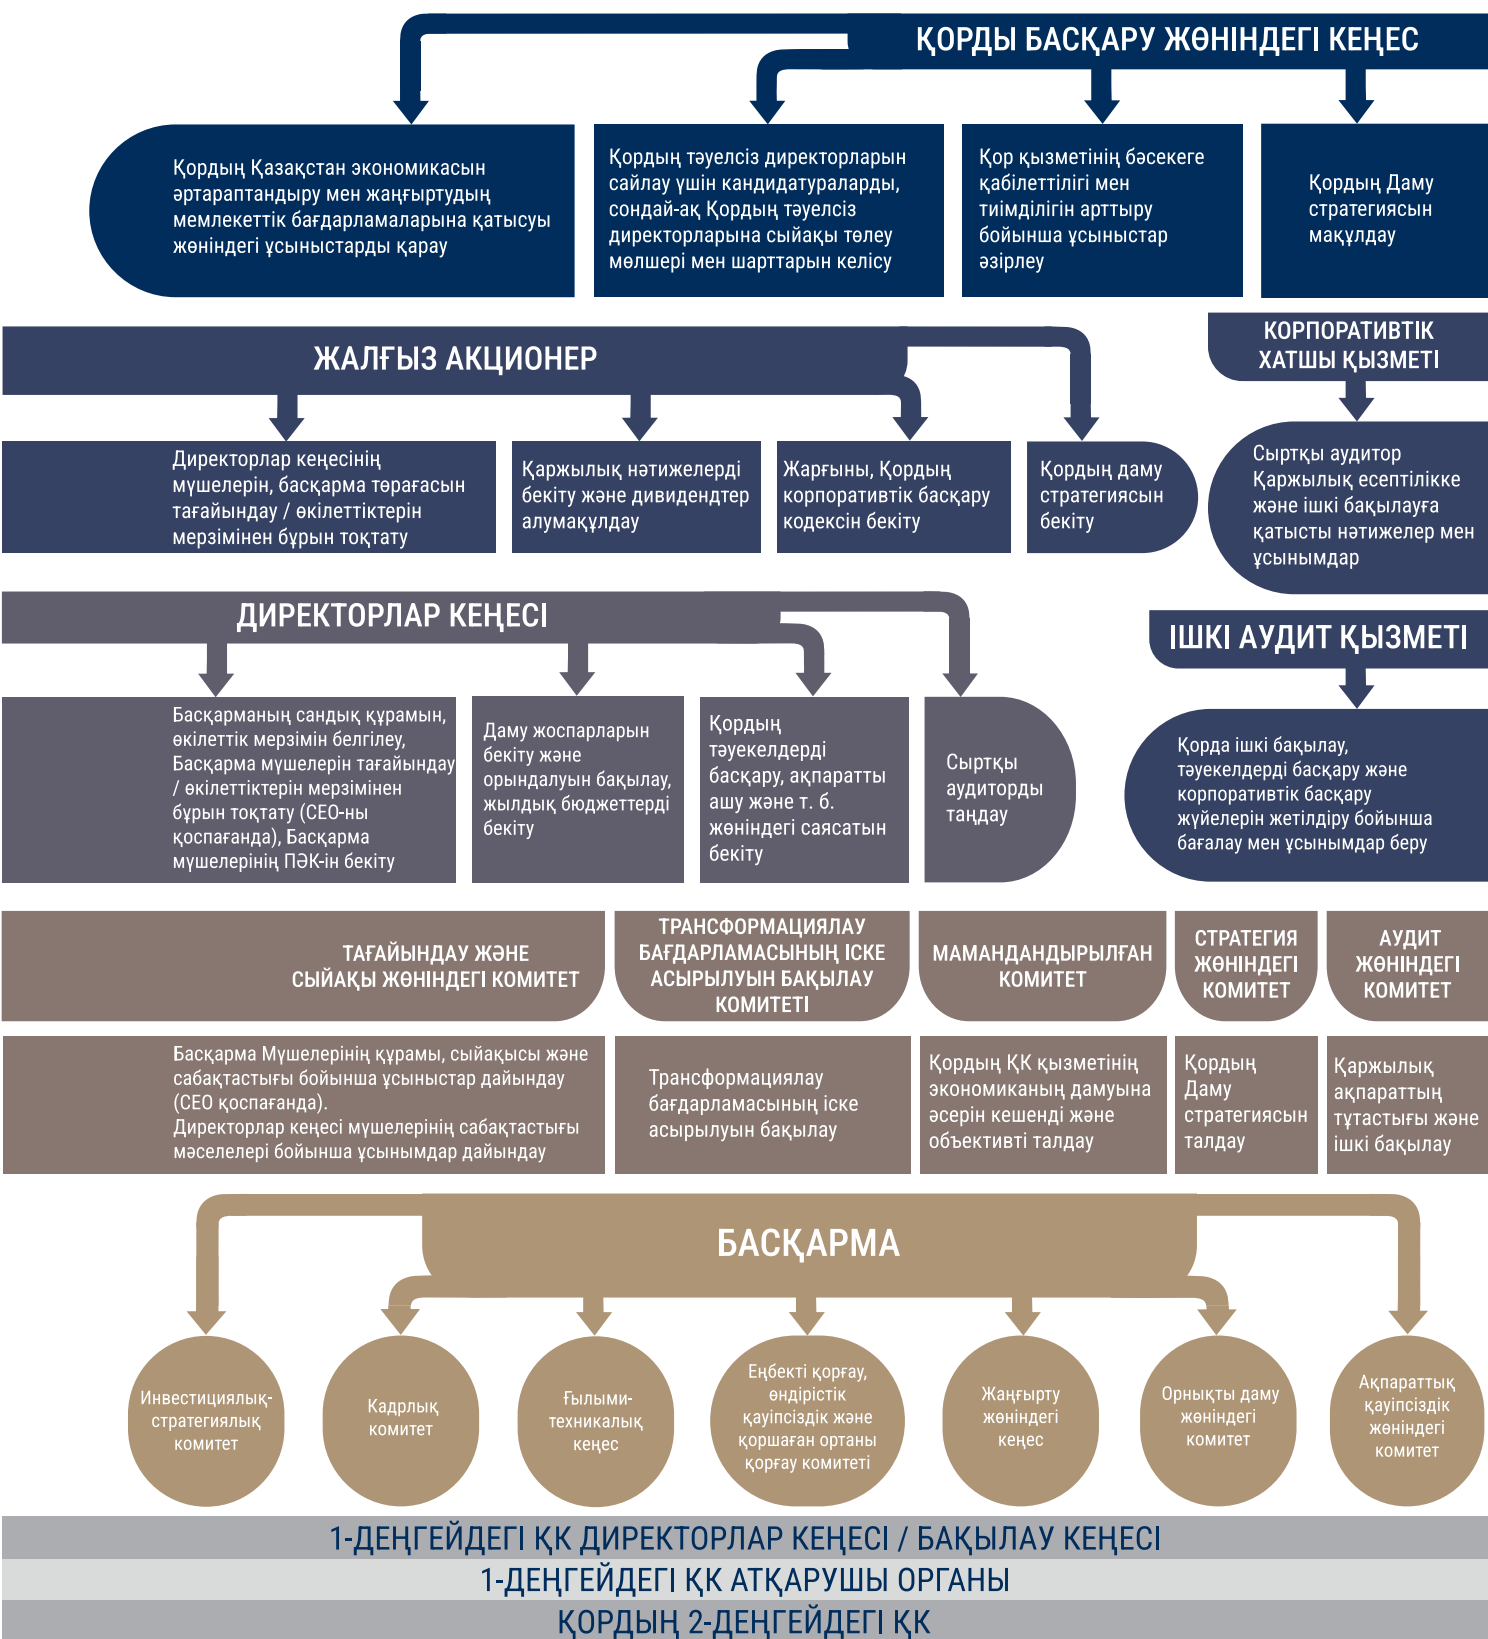 ҚОРДЫ БАСҚАРУ ЖӨНІНДЕГІ КЕҢЕС
Қордың Қазақстан экономикасын
әртараптандыру мен жаңғыртудың
мемлекеттік бағдарламаларына қатысуы
жөніндегі ұсыныстарды қарау
Қордың тәуелсіз директорларын
сайлау үшін кандидатураларды,
сондай-ақ Қордың тәуелсіз
директорларына сыйақы төлеу
мөлшері мен шарттарын келісу
Қор қызметінің бәсекеге
қабілеттілігі мен
тиімділігін арттыру
бойынша ұсыныстар
әзірлеу
Қордың Даму
стратегиясын
мақұлдау
ЖАЛҒЫЗ АКЦИОНЕР
Директорлар кеңесінің
мүшелерін, басқарма төрағасын
тағайындау / өкілеттіктерін
мерзімінен бұрын тоқтату
Қаржылық нәтижелерді
бекіту және дивидендтер
алумақұлдау
Жарғыны, Қордың
корпоративтік басқару
кодексін бекіту
Қордың даму
стратегиясын
бекіту
КОРПОРАТИВТІК
ХАТШЫ ҚЫЗМЕТІ
Сыртқы аудитор
Қаржылық есептілікке
және ішкі бақылауға
қатысты нәтижелер мен
ұсынымдар
ДИРЕКТОРЛАР КЕҢЕСІ
Басқарманың сандық құрамын,
өкілеттік мерзімін белгілеу,
Басқарма мүшелерін тағайындау
/ өкілеттіктерін мерзімінен
бұрын тоқтату (СЕО-ны
қоспағанда), Басқарма
мүшелерінің ПӘК-ін бекіту
Даму жоспарларын
бекіту және
орындалуын бақылау,
жылдық бюджеттерді
бекіту
Қордың
тәуекелдерді
басқару, ақпаратты
ашу және т. б.
жөніндегі саясатын
бекіту
Сыртқы
аудиторды
таңдау
ІШКІ АУДИТ ҚЫЗМЕТІ
Қорда ішкі бақылау,
тәуекелдерді басқару және
корпоративтік басқару
жүйелерін жетілдіру бойынша
бағалау мен ұсынымдар беру
ТАҒАЙЫНДАУ ЖӘНЕ
СЫЙАҚЫ ЖӨНІНДЕГІ КОМИТЕТ
ТРАНСФОРМАЦИЯЛАУ
БАҒДАРЛАМАСЫНЫҢ ІСКЕ
АСЫРЫЛУЫН БАҚЫЛАУ
КОМИТЕТІ
МАМАНДАНДЫРЫЛҒАН
КОМИТЕТ
СТРАТЕГИЯ
ЖӨНІНДЕГІ
КОМИТЕТ
АУДИТ
ЖӨНІНДЕГІ
КОМИТЕТ
Басқарма Мүшелерінің құрамы, сыйақысы және
сабақтастығы бойынша ұсыныстар дайындау
(СЕО қоспағанда).
Директорлар кеңесі мүшелерінің сабақтастығы
мәселелері бойынша ұсынымдар дайындау
Трансформациялау
бағдарламасының іске
асырылуын бақылау
Қордың ҚК қызметінің
экономиканың дамуына
әсерін кешенді және
объективті талдау
Қордың
Даму
стратегиясын
талдау
Қаржылық
ақпараттың
тұтастығы және
ішкі бақылау
БАСҚАРМА
Инвестициялық-
стратегиялық
комитет
Кадрлық
комитет
Ғылыми-
техникалық
кеңес
Еңбекті қорғау,
өндірістік
қауіпсіздік және
қоршаған ортаны
қорғау комитеті
Жаңғырту
жөніндегі
кеңес
Орнықты даму
жөніндегі
комитет
Ақпараттық
қауіпсіздік
жөніндегі
комитет
1-ДЕҢГЕЙДЕГІ ҚК ДИРЕКТОРЛАР КЕҢЕСІ / БАҚЫЛАУ КЕҢЕСІ
1-ДЕҢГЕЙДЕГІ ҚК АТҚАРУШЫ ОРГАНЫ
ҚОРДЫҢ 2-ДЕҢГЕЙДЕГІ ҚК